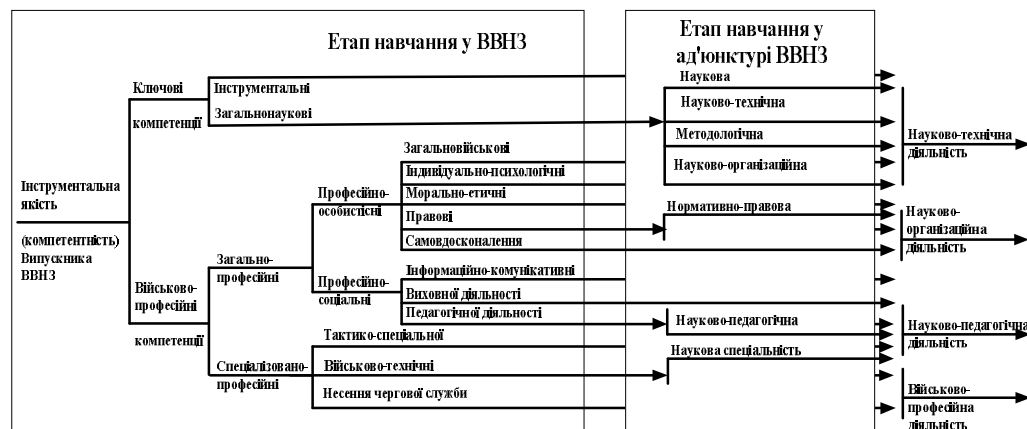 Етап навчання у ВВНЗ
Етап навчання у
ад'юнктурі ВВНЗ
Інструментальна
якість
(компетентність)
Випускника
ВВНЗ
Ключові
компетенції
Військово-
професійні
компетенції
Інструментальні
Загальнонаукові
Загально-
професійні
Спеціалізовано-
професійні
Професійно-
особистісні
Професійно-
соціальні
Загальновійськові
Індивідуально-психологічні
Морально-етичні
Правові
Самовдосконалення
Інформаційно-комунікативні
Виховної діяльності
Педагогічної діяльності
Тактико-спеціальної
Військово-технічні
Несення чергової служби
Наукова
Науково-технічна
Методологічна
Науково-організаційна
Нормативно-правова
Науково-педагогічна
Наукова спеціальність
Науково-технічна
діяльність
Науково-
організаційна
діяльність
Науково-педагогічна
діяльність
Військово-
професійна
діяльність